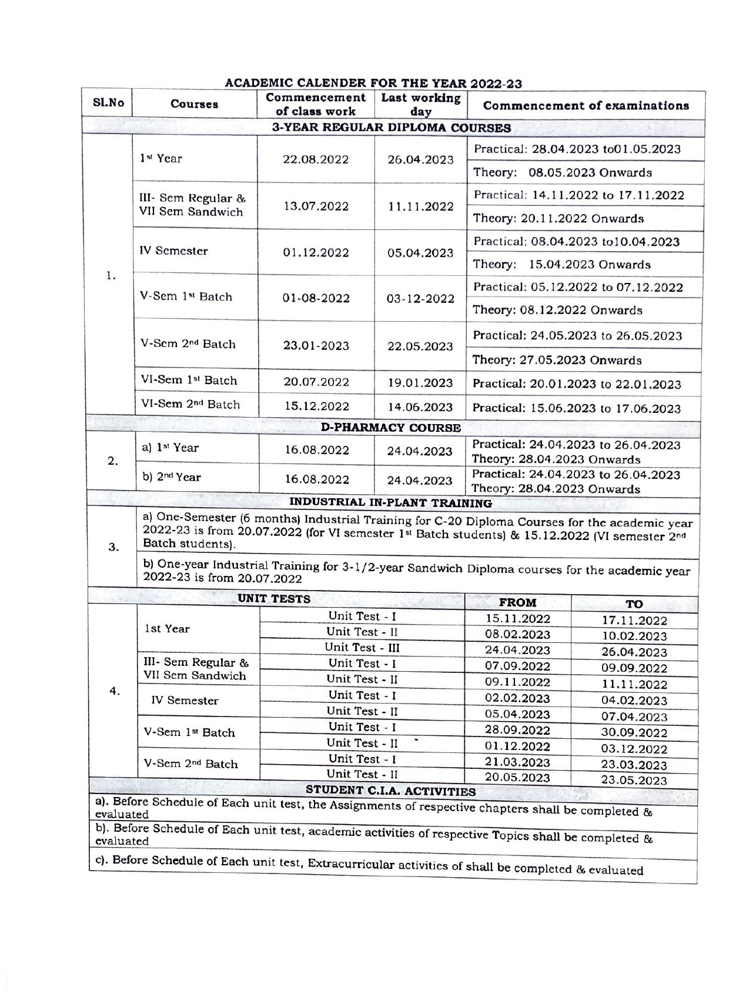 ACADEMIC CALENDER FOR THE YEAR 2022-23
Sl.No Courses Commencement of class work Last working day Commencement of examinations
3-YEAR REGULAR DIPLOMA COURSES
1.
1st Year 22.08.2022 26.04.2023 Practical: 28.04.2023 to01.05.2023
Theory: 08.05.2023 Onwards
III- Sem Regular &
VII Sem Sandwich 13.07.2022 11.11.2022 Practical: 14.11.2022 to 17.11.2022
Theory: 20.11.2022 Onwards
IV Semester 01.12.2022 05.04.2023 Practical: 08.04.2023 to10.04.2023
Theory: 15.04.2023 Onwards
V-Sem 1st Batch 01-08-2022 03-12-2022 Practical: 05.12.2022 to 07.12.2022
Theory: 08.12.2022 Onwards
V-Sem 2nd Batch 23.01-2023 22.05.2023 Practical: 24.05.2023 to 26.05.2023
Theory: 27.05.2023 Onwards
VI-Sem 1st Batch 20.07.2022 19.01.2023 Practical: 20.01.2023 to 22.01.2023
VI-Sem 2nd Batch 15.12.2022 14.06.2023 Practical: 15.06.2023 to 17.06.2023
D-PHARMACY COURSE
2.
a) 1st Year 16.08.2022 24.04.2023 Practical: 24.04.2023 to 26.04.2023
Theory: 28.04.2023 Onwards
b) 2nd Year 16.08.2022 24.04.2023 Practical: 24.04.2023 to 26.04.2023
Theory: 28.04.2023 Onwards
INDUSTRIAL IN-PLANT TRAINING
3.
a) One-Semester (6 months) Industrial Training for C-20 Diploma Courses for the academic year
2022-23 is from 20.07.2022 (for VI semester 1st Batch students) & 15.12.2022 (VI semester 2nd
Batch students).
b) One-year Industrial Training for 3-1/2-year Sandwich Diploma courses for the academic year
2022-23 is from 20.07.2022
UNIT TESTS FROM TO
4.
1st Year Unit Test - I 15.11.2022 17.11.2022
Unit Test - II 08.02.2023 10.02.2023
Unit Test - III 24.04.2023 26.04.2023
III- Sem Regular &
VII Sem Sandwich Unit Test - I 07.09.2022 09.09.2022
Unit Test - II 09.11.2022 11.11.2022
IV Semester Unit Test - I 02.02.2023 04.02.2023
Unit Test - II 05.04.2023 07.04.2023
V-Sem 1st Batch Unit Test - I 28.09.2022 30.09.2022
Unit Test - II 01.12.2022 03.12.2022
V-Sem 2nd Batch Unit Test - I 21.03.2023 23.03.2023
Unit Test - II 20.05.2023 23.05.2023
STUDENT C.I.A. ACTIVITIES
a). Before Schedule of Each unit test, the Assignments of respective chapters shall be completed &
evaluated
b). Before Schedule of Each unit test, academic activities of respective Topics shall be completed &
evaluated
c). Before Schedule of Each unit test, Extracurricular activities of shall be completed & evaluated